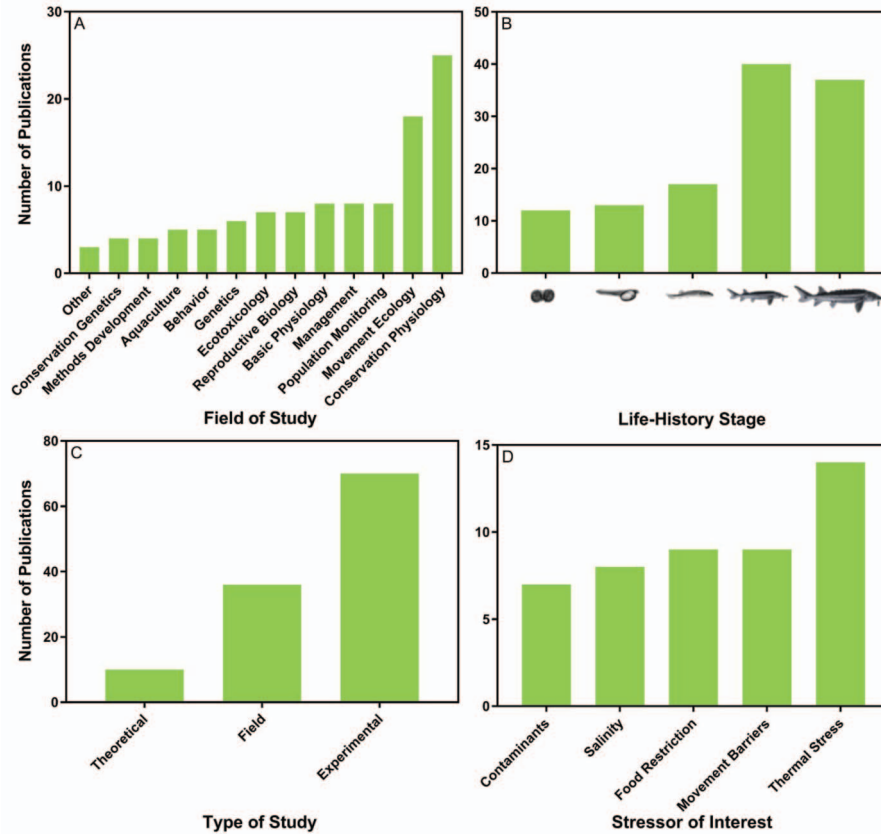 A
30
20
10
0
Number of Publications
Other
Conservation Genetics
Methods Development
Aquaculture
Behavior
Genetics
Ecotoxicology
Reproductive Biology
Basic Physiology
Management
Population Monitoring
Movement Ecology
Conservation Physiology
Field of Study
B
50
40
30
20
10
0
Life-History Stage
C
80
60
40
20
0
Number of Publications
Theoretical
Field
Experimental
Type of Study
D
15
10
5
0
Contaminants
Salinity
Food Restriction
Movement Barriers
Thermal Stress
Stressor of Interest